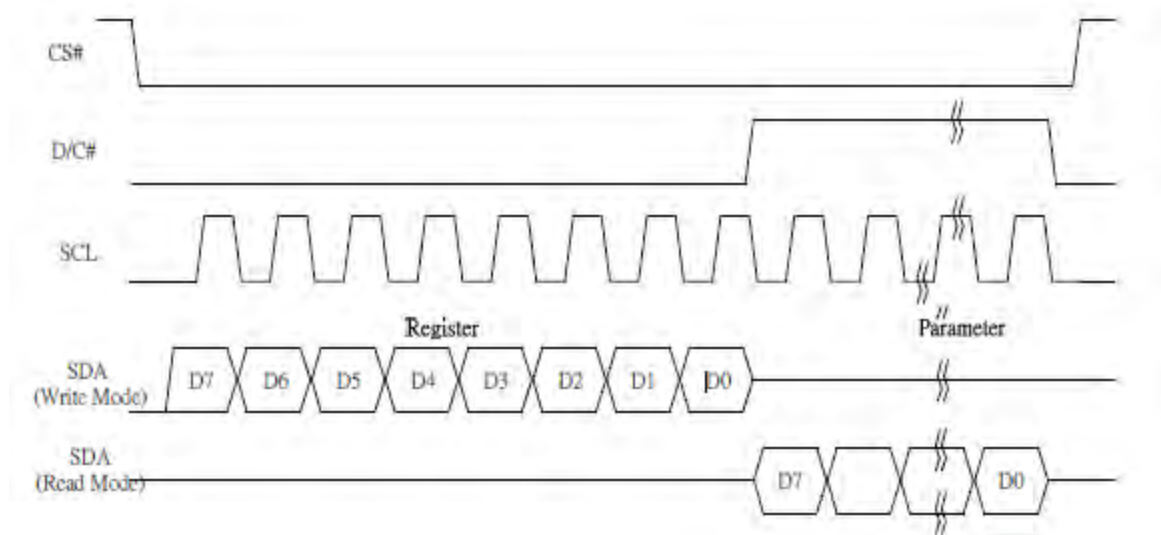 CS#
D/C#
SCL
Register
Parameter
SDA
(Write Mode)
D7 D6 D5 D4 D3 D2 D1 D0
SDA
(Read Mode)
D7 D0